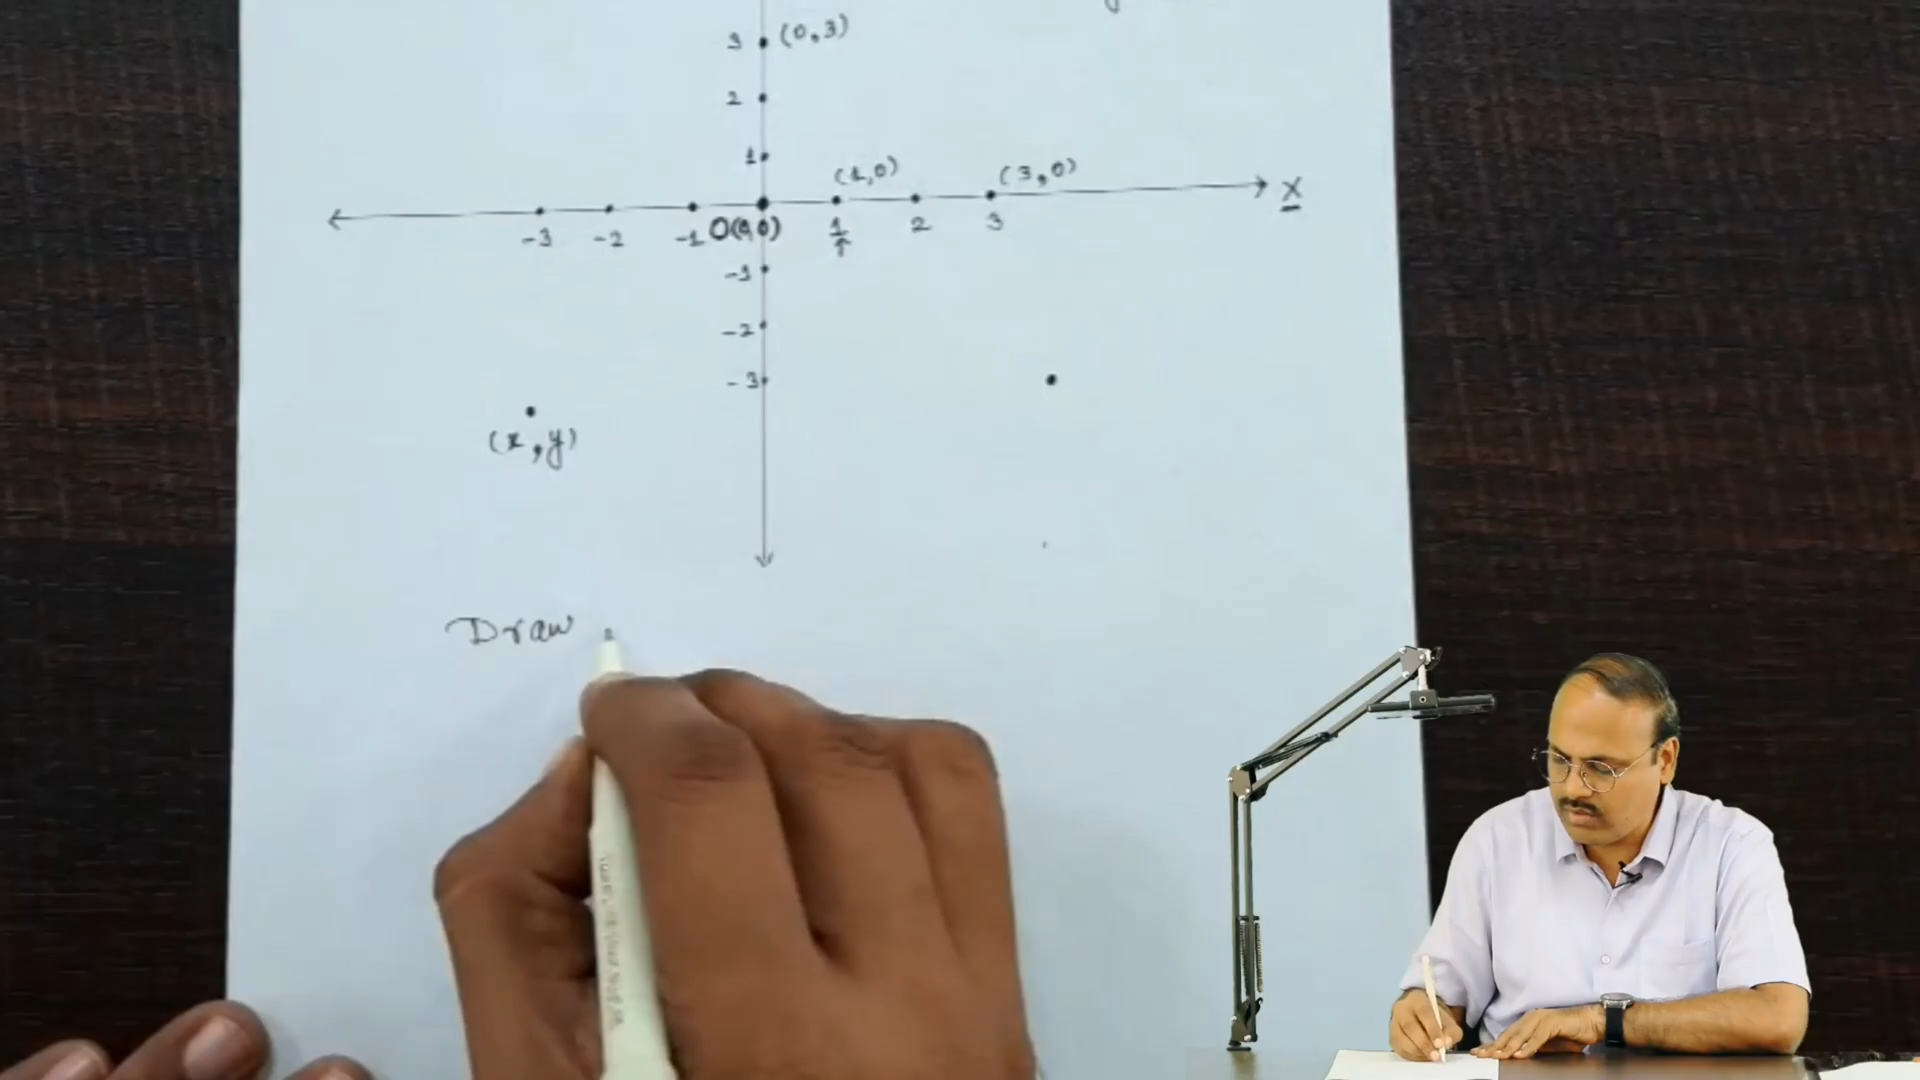 3 (0,3)
2
1
(1,0) (3,0)
X
-3 -2 -1 O(0,0) 1 2 3
-1
-2
-3
(x,y)
Draw